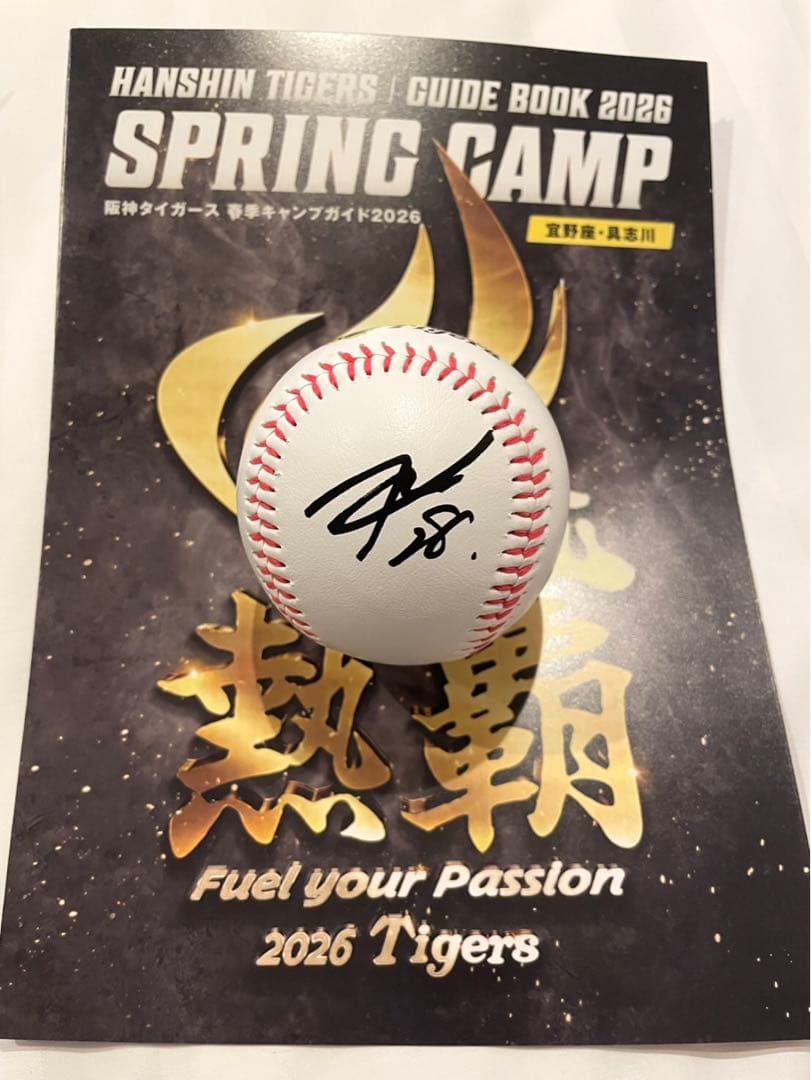 HANSHIN TIGERS | GUIDE BOOK 2026
SPRING CAMP
阪神タイガース 春季キャンプガイド2026
宜野座・具志川
28.
熱覇
Fuel your Passion
2026 Tigers